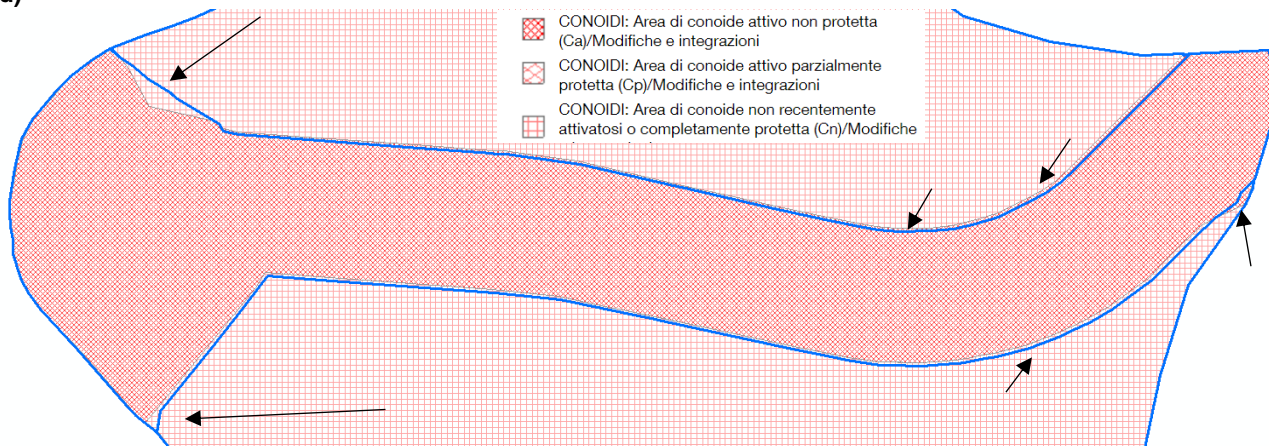 CONOIDI: Area di conoide attivo non protetta
(Ca)/Modifiche e integrazioni
CONOIDI: Area di conoide attivo parzialmente
protetta (Cp)/Modifiche e integrazioni
CONOIDI: Area di conoide non recentemente
attivatosi o completamente protetta (Cn)/Modifiche